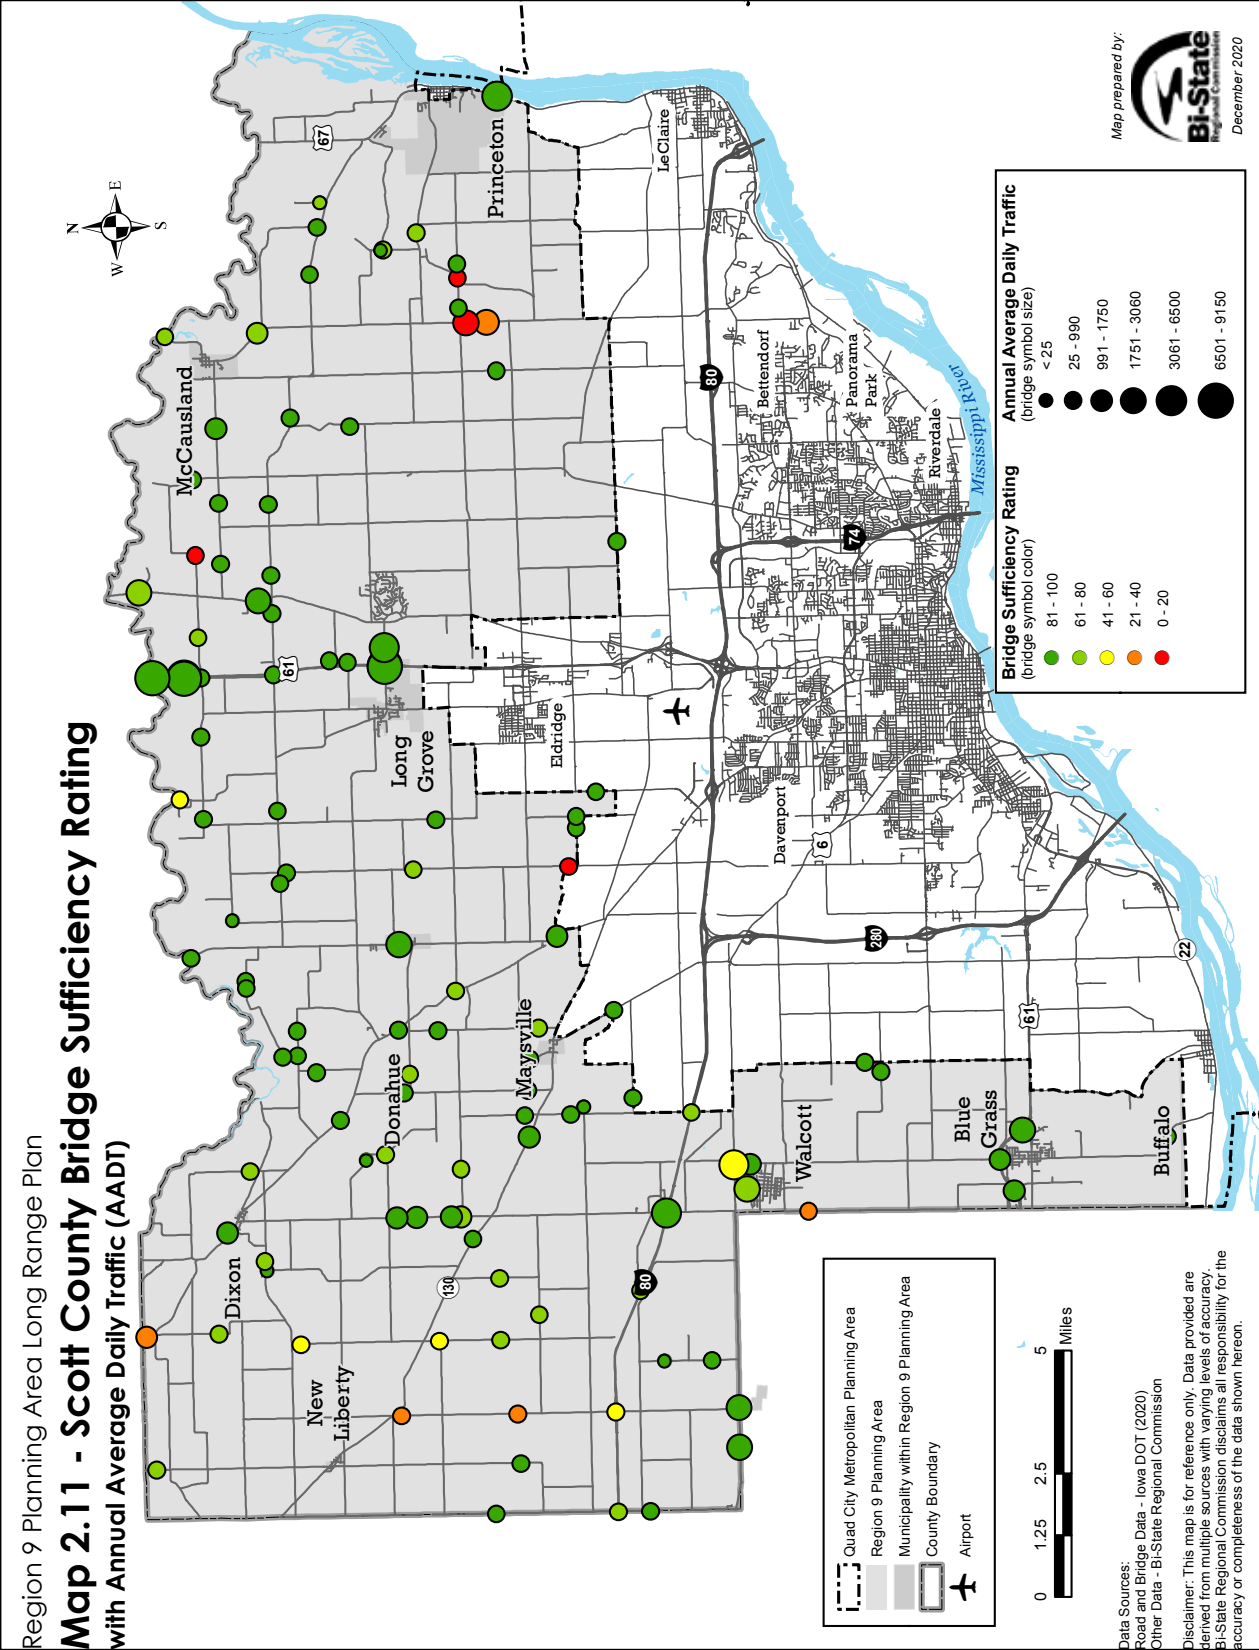 Region 9 Planning Area Long Range Plan
Map 2.11 - Scott County Bridge Sufficiency Rating
with Annual Average Daily Traffic (AADT)
N
W
E
S
Map prepared by:
Bi-State
Regional Commission
December 2020
67
McCausland
Princeton
LeClaire
61
Long
Grove
Eldridge
Dixon
Donahue
Maysville
New
Liberty
130
80
80
74
280
6
61
22
Bettendorf
Panorama
Park
Riverdale
Davenport
Mississippi River
Walcott
Blue
Grass
Buffalo
Bridge Sufficiency Rating
(bridge symbol color)
81 - 100
61 - 80
41 - 60
21 - 40
0 - 20
Annual Average Daily Traffic
(bridge symbol size)
< 25
25 - 990
991 - 1750
1751 - 3060
3061 - 6500
6501 - 9150
Quad City Metropolitan Planning Area
Region 9 Planning Area
Municipality within Region 9 Planning Area
County Boundary
Airport
0
1.25
2.5
5
Miles
Data Sources:
Road and Bridge Data - Iowa DOT (2020)
Other Data - Bi-State Regional Commission
Disclaimer: This map is for reference only. Data provided are
derived from multiple sources with varying levels of accuracy.
Bi-State Regional Commission disclaims all responsibility for the
accuracy or completeness of the data shown hereon.